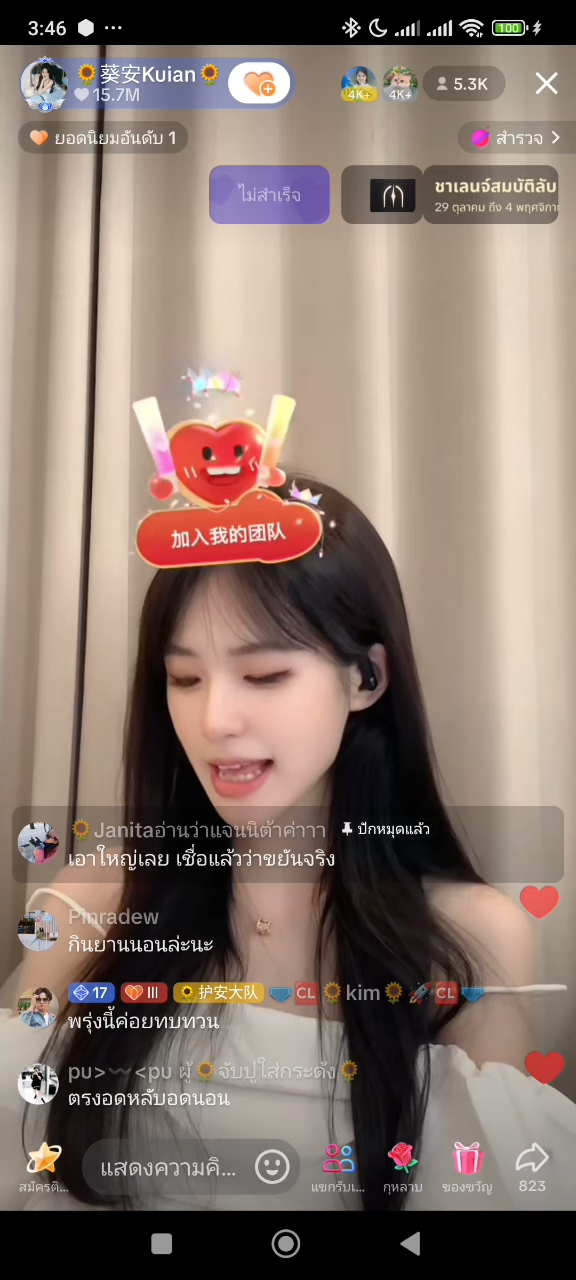 3:46
100
🌻葵安Kuian🌻
15.7M
4K+
4K+
5.3K
ยอดนิยมอันดับ 1
สำรวจ
ไม่สำเร็จ
ชาเลนจ์สมบัติลับ
29 ตุลาคม ถึง 4 พฤศจิกา
加入我的团队
🌻Janitaอ่านว่าแจนนิต้าค่าาา ปักหมุดแล้ว
เอาใหญ่เลย เชื่อแล้วว่าขยันจริง
Pinradew
กินยานนอนล่ะนะ
17 III 护安大队 🩲🆑🌻kim🌻🚀🆑🩲
พรุ่งนี้ค่อยทบทวน
pu>〰<pu ผู้🌻จับปูใส่กระด้ง🌻
ตรงอดหลับอดนอน
สมัครติ...
แสดงความคิ...
แขกรับเ...
กุหลาบ
ของขวัญ
823